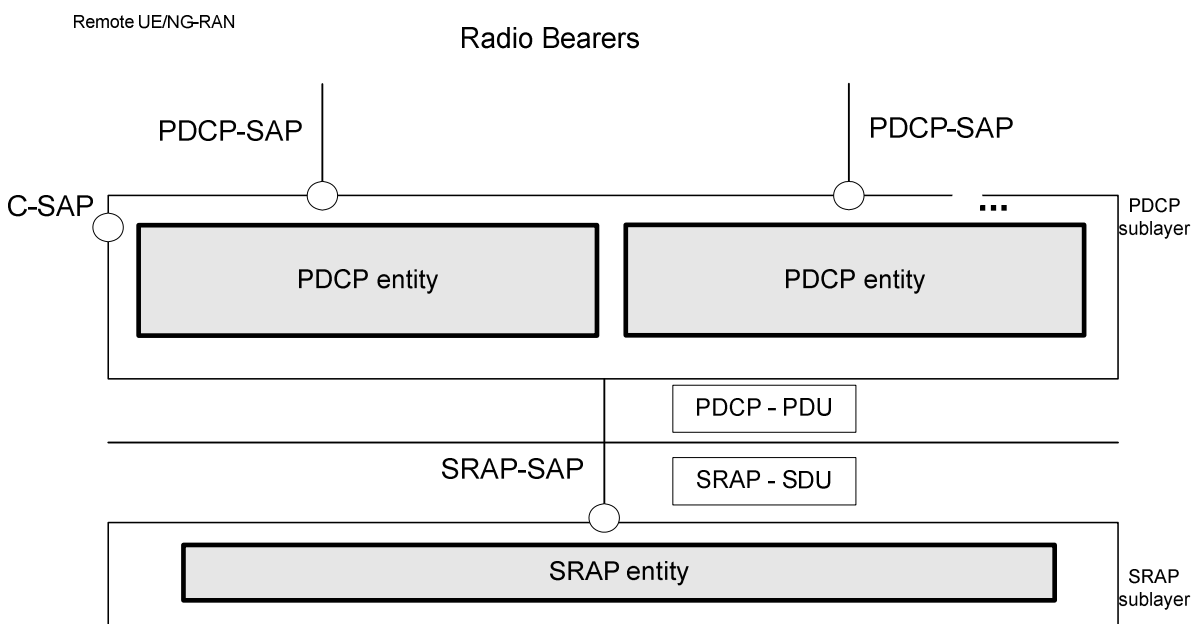 Remote UE/NG-RAN
Radio Bearers
PDCP-SAP
PDCP-SAP
C-SAP
...
PDCP
sublayer
PDCP entity
PDCP entity
PDCP - PDU
SRAP-SAP
SRAP - SDU
SRAP entity
SRAP
sublayer